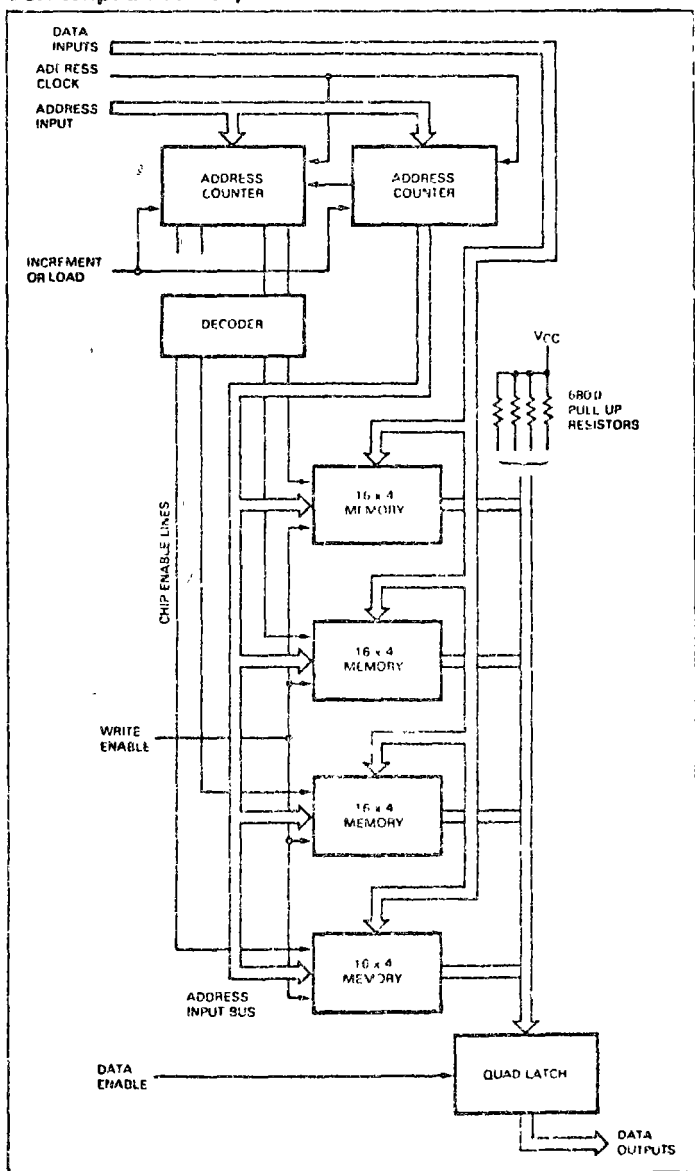 DATA
INPUTS
ADDRESS
CLOCK
ADDRESS
INPUT
ADDRESS
COUNTER
ADDRESS
COUNTER
INCREMENT
OR LOAD
DECODER
VCC
680Ω
PULL UP
RESISTORS
16 x 4
MEMORY
CHIP ENABLE LINES
16 x 4
MEMORY
WRITE
ENABLE
16 x 4
MEMORY
16 x 4
MEMORY
ADDRESS
INPUT BUS
DATA
ENABLE
QUAD LATCH
DATA
OUTPUTS